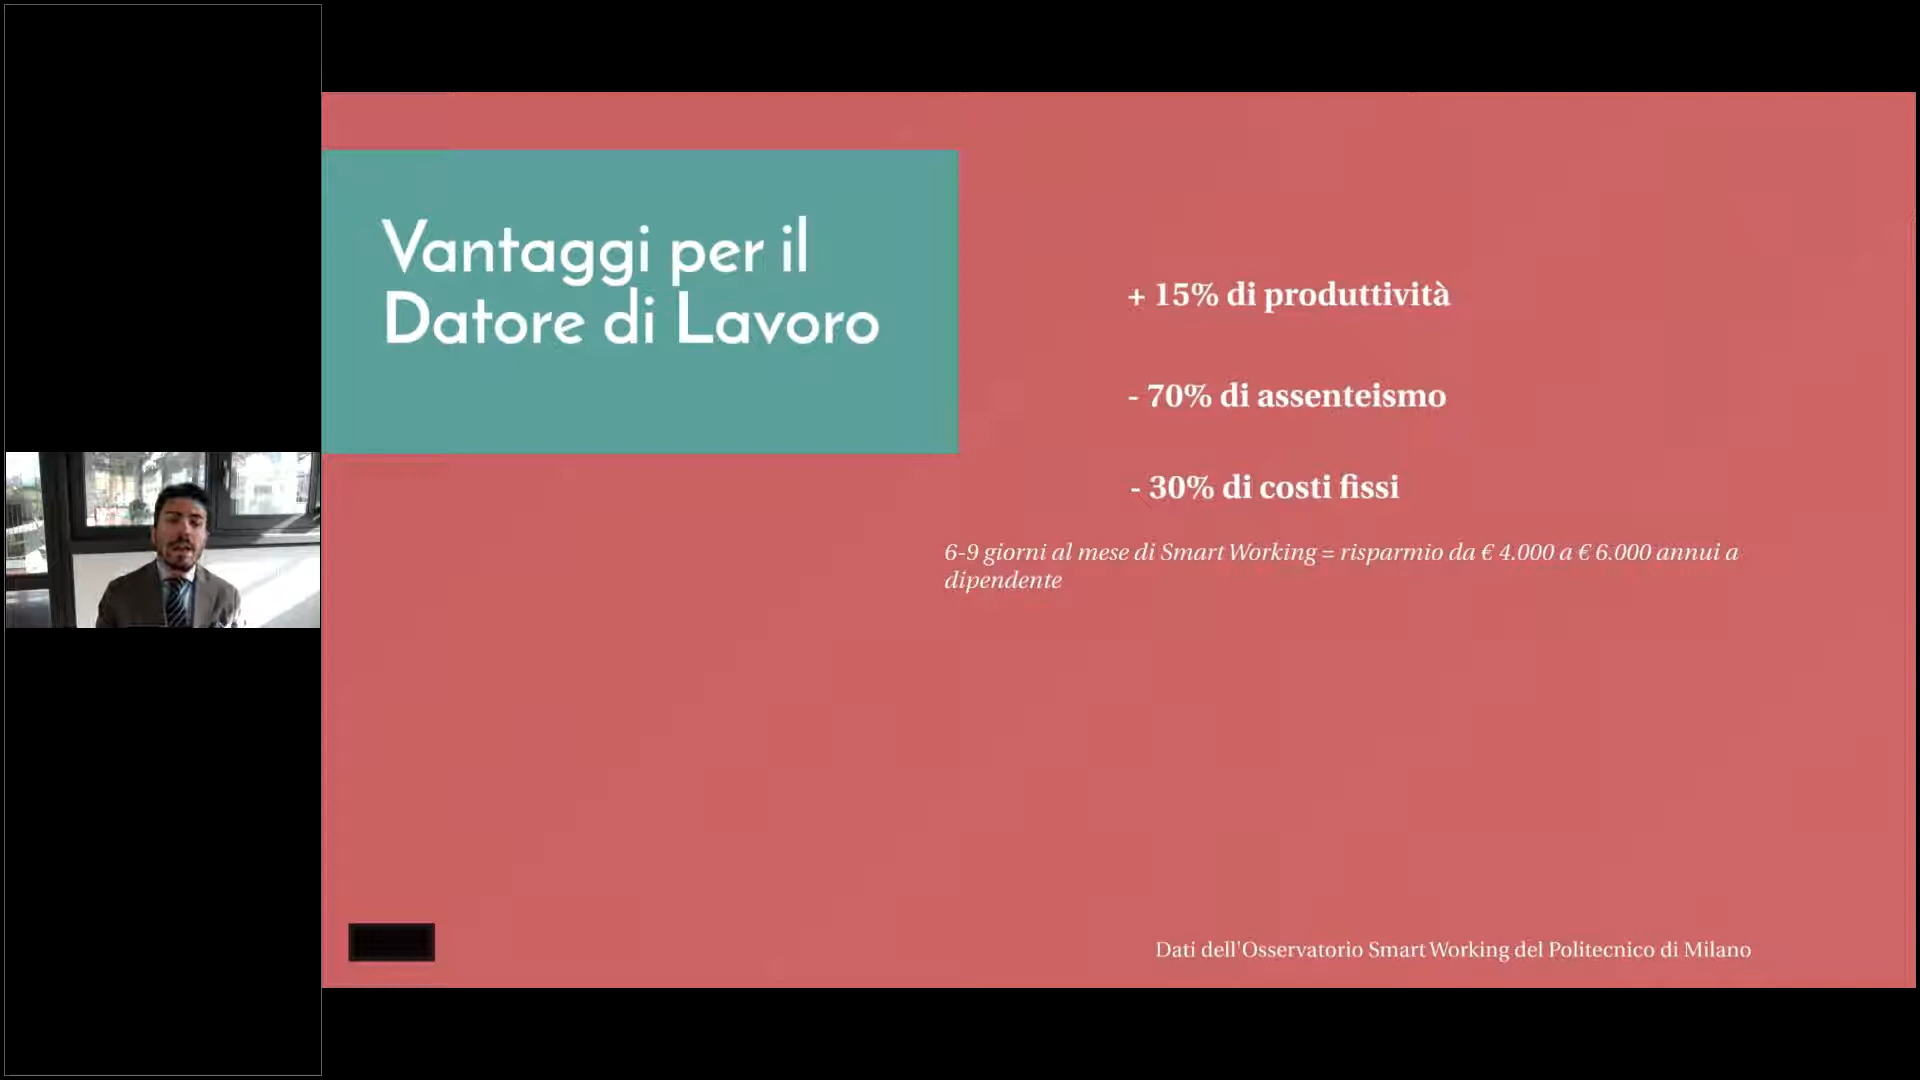 Vantaggi per il
Datore di Lavoro
+ 15% di produttività
- 70% di assenteismo
- 30% di costi fissi
6-9 giorni al mese di Smart Working = risparmio da € 4.000 a € 6.000 annui a
dipendente
Dati dell'Osservatorio Smart Working del Politecnico di Milano